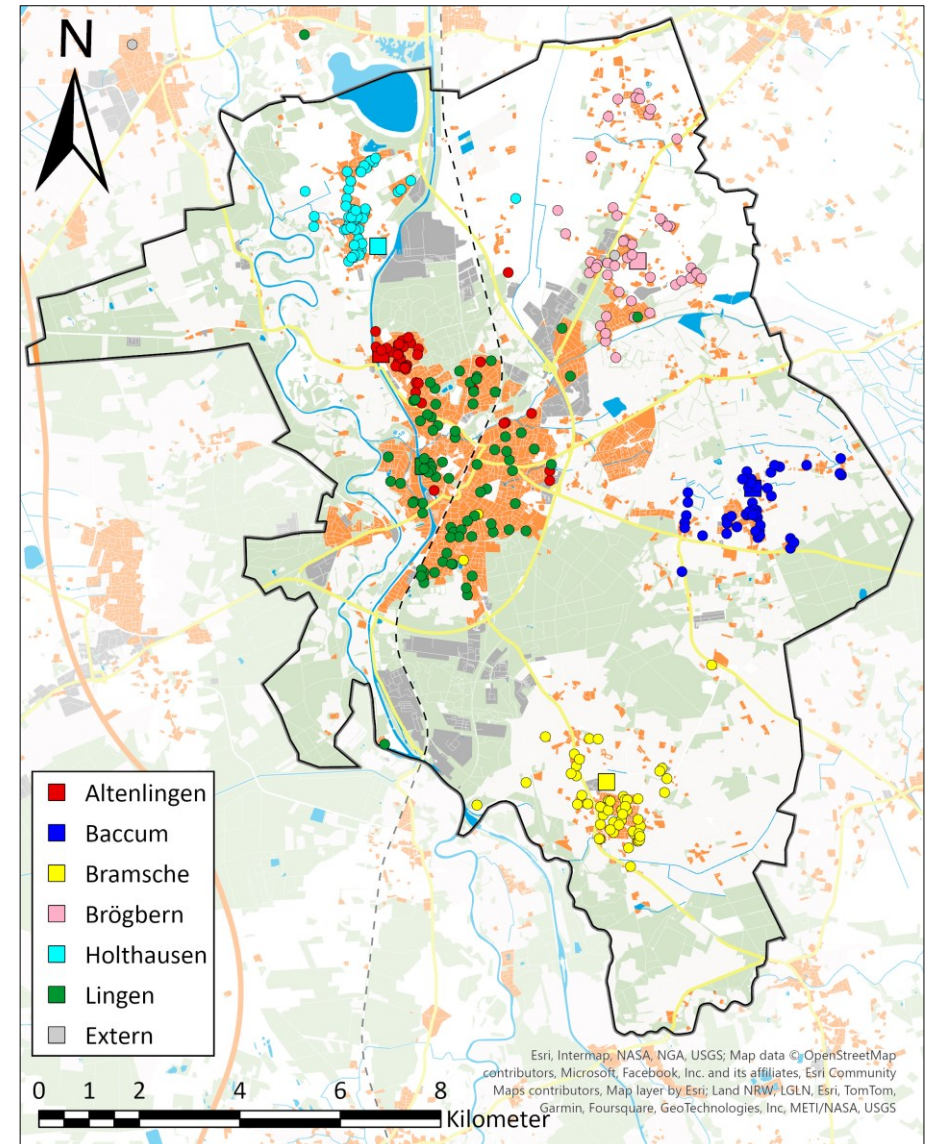 N
Altenlingen
Baccum
Bramsche
Brögbern
Holthausen
Lingen
Extern
0 1 2 4 6 8
Kilometer
Esri, Intermap, NASA, NGA, USGS; Map data © OpenStreetMap
contributors, Microsoft, Facebook, Inc. and its affiliates, Esri Community
Maps contributors, Map layer by Esri; Land NRW, LGLN, Esri, TomTom,
Garmin, Foursquare, GeoTechnologies, Inc, METI/NASA, USGS